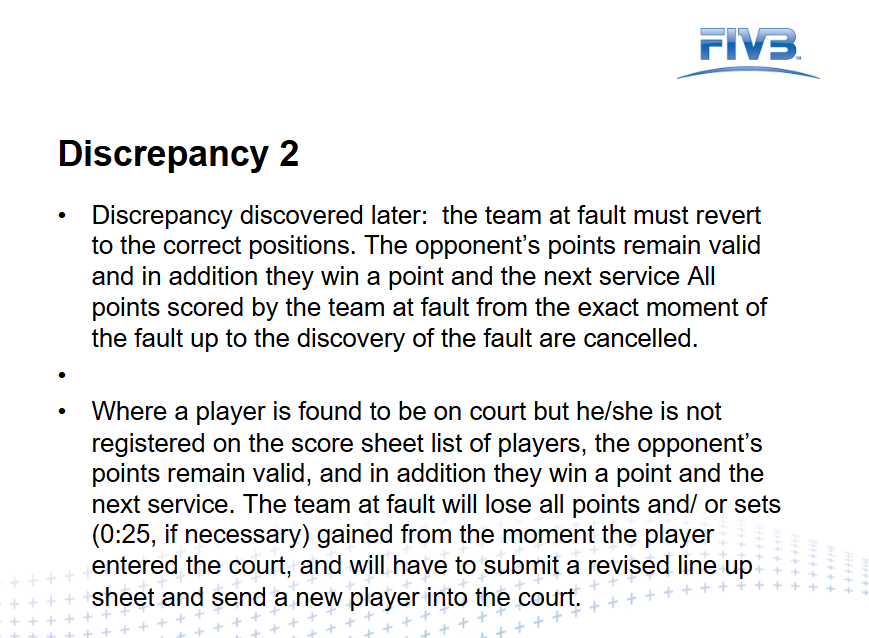 FIVB™
Discrepancy 2
• Discrepancy discovered later:  the team at fault must revert
to the correct positions. The opponent’s points remain valid
and in addition they win a point and the next service All
points scored by the team at fault from the exact moment of
the fault up to the discovery of the fault are cancelled.
•
• Where a player is found to be on court but he/she is not
registered on the score sheet list of players, the opponent’s
points remain valid, and in addition they win a point and the
next service. The team at fault will lose all points and/ or sets
(0:25, if necessary) gained from the moment the player
entered the court, and will have to submit a revised line up
sheet and send a new player into the court.